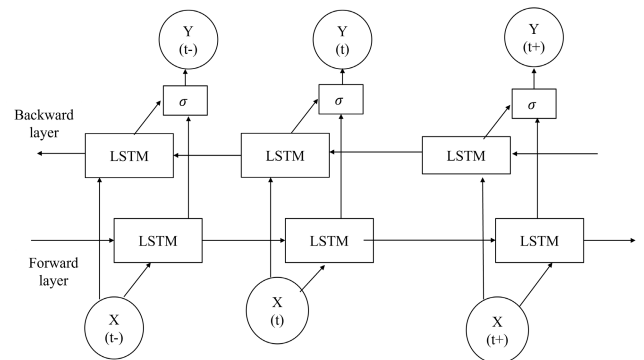 Y
(t-)
Y
(t)
Y
(t+)
σ
σ
σ
Backward
layer
LSTM
LSTM
LSTM
LSTM
LSTM
LSTM
Forward
layer
X
(t-)
X
(t)
X
(t+)